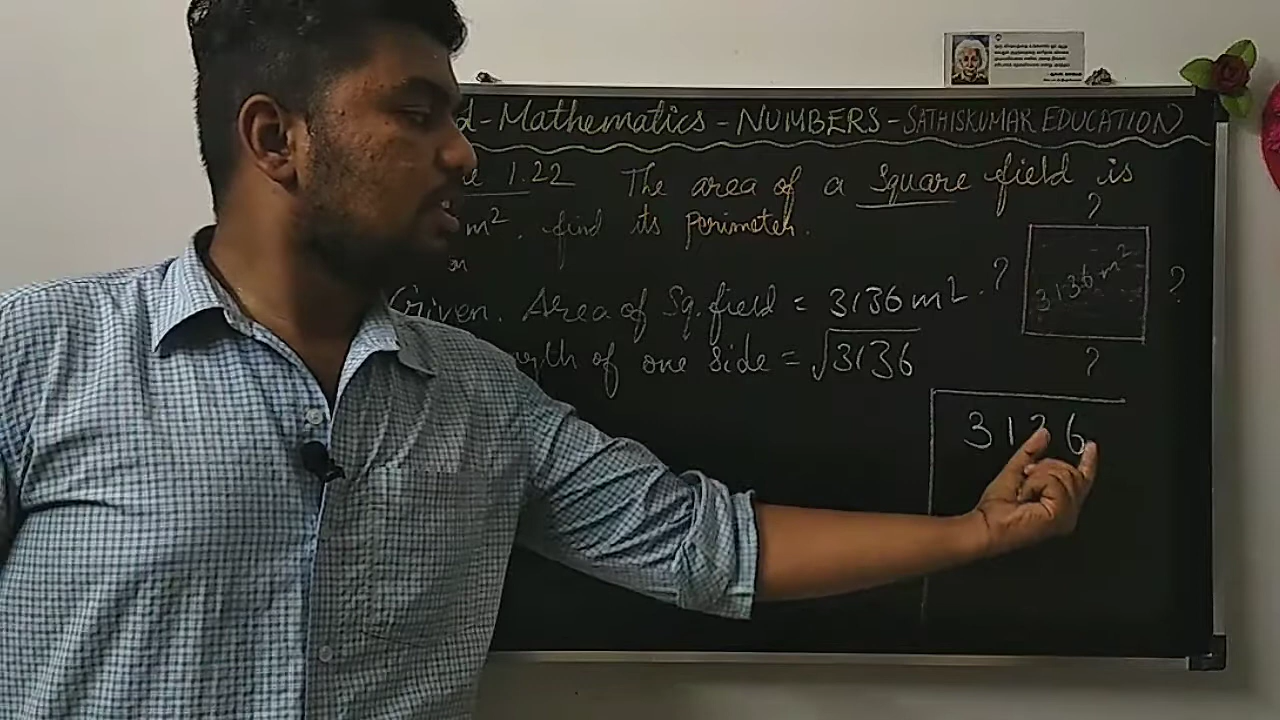 Mathematics - NUMBERS - SATHISKUMAR EDUCATION)
1.22 The area of a Square field is
m². find its perimeter.
?
Given. Area of Sq. field = 3136 m².
? 3136 m² ?
of one side = √3136
?
3136